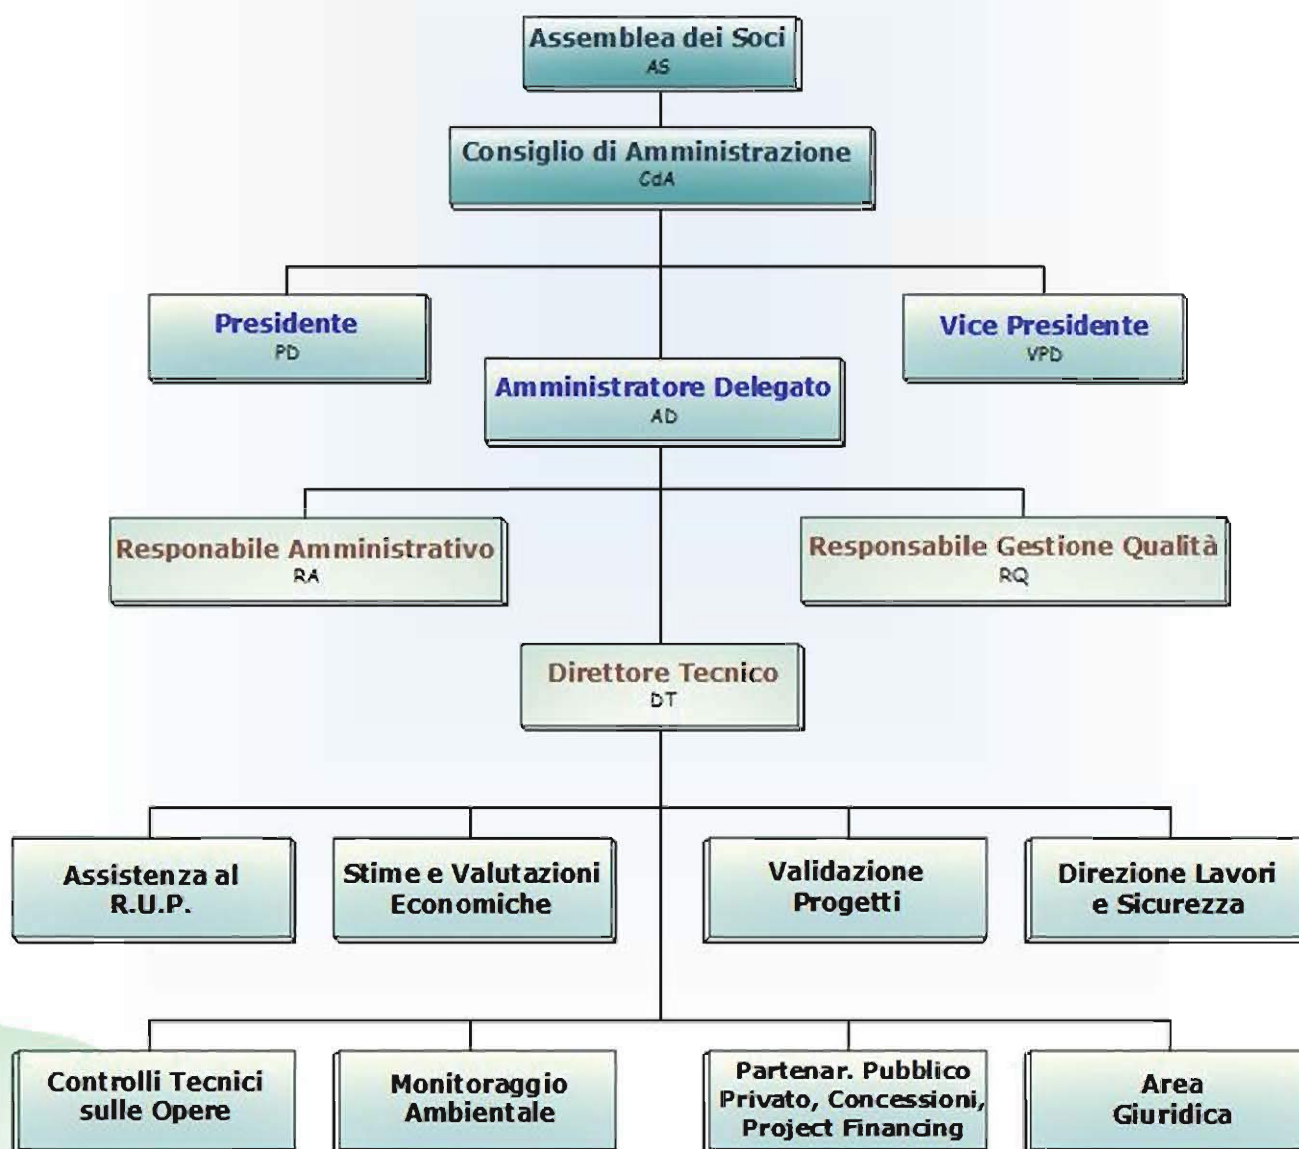 Assemblea dei Soci
AS
Consiglio di Amministrazione
CdA
Presidente
PD
Vice Presidente
VPD
Amministratore Delegato
AD
Responabile Amministrativo
RA
Responsabile Gestione Qualità
RQ
Direttore Tecnico
DT
Assistenza al
R.U.P.
Stime e Valutazioni
Economiche
Validazione
Progetti
Direzione Lavori
e Sicurezza
Controlli Tecnici
sulle Opere
Monitoraggio
Ambientale
Partenar. Pubblico
Privato, Concessioni,
Project Financing
Area
Giuridica